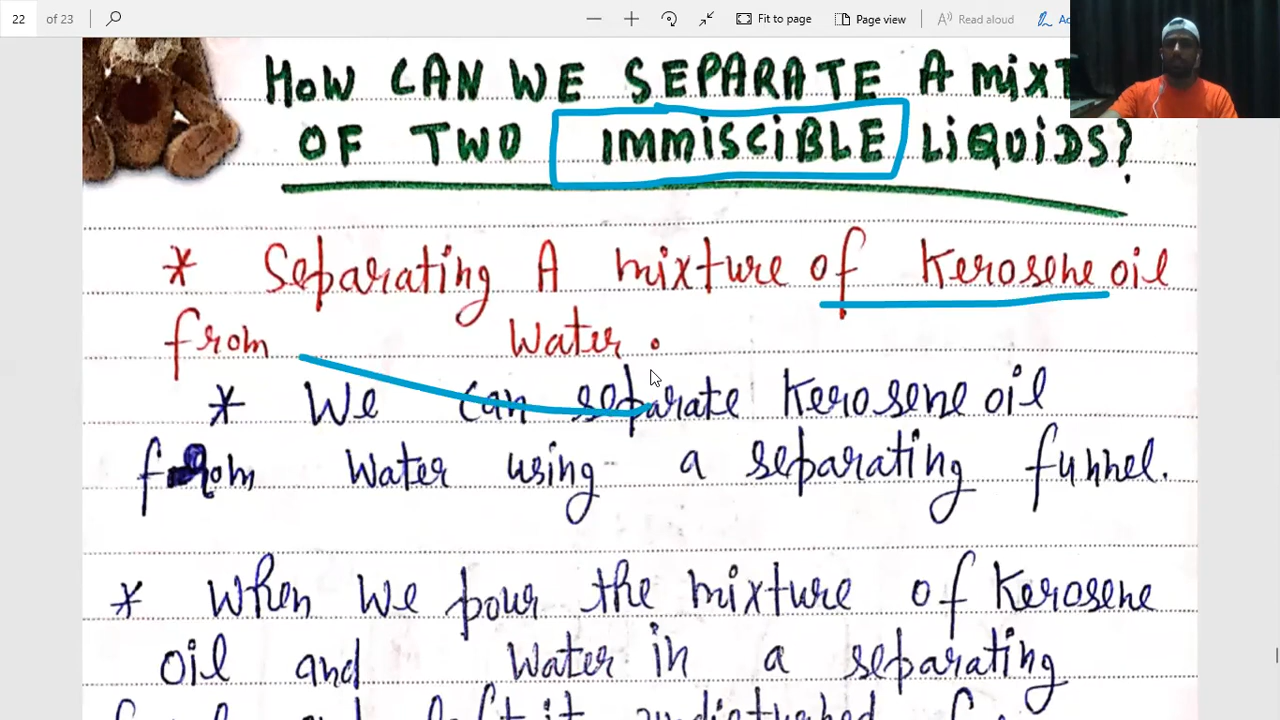 22 of 23 Fit to page Page view Read aloud
HOW CAN WE SEPARATE A MIXT
OF TWO IMMISCIBLE LIQUIDS?
* Separating A mixture of Kerosene oil
from Water.
* We can separate Kerosene oil
from Water using a separating funnel.
* When We pour the mixture of Kerosene
oil and Water in a separating